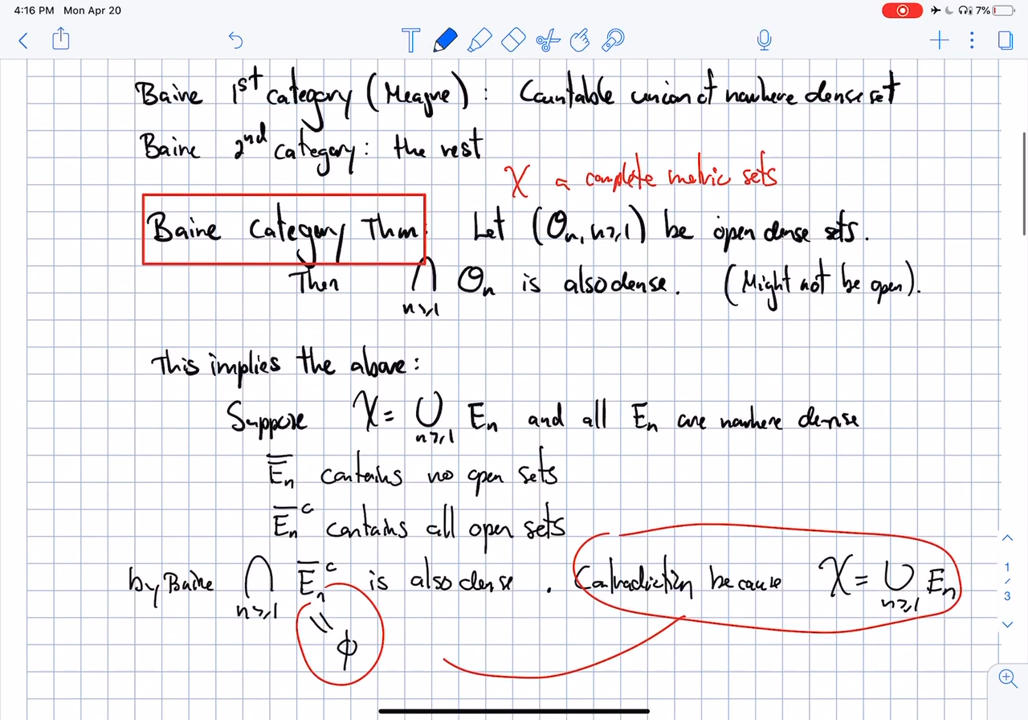 4:16 PM Mon Apr 20
7%
T
Baire 1st category (Meagre) : Countable union of nowhere dense set
Baire 2nd category : the rest
X a complete metric sets
Baire Category Thm Let (On, n≥1) be open dense sets.
Then ∩ n≥1 On is also dense. (Might not be open).
This implies the above :
Suppose X = ∪ n≥1 En and all En are nowhere dense
E̅n contains no open sets
E̅nᶜ contains all open sets
by Baire ∩ n≥1 E̅nᶜ is also dense. Contradiction because X = ∪ n≥1 En
= ϕ
1/3